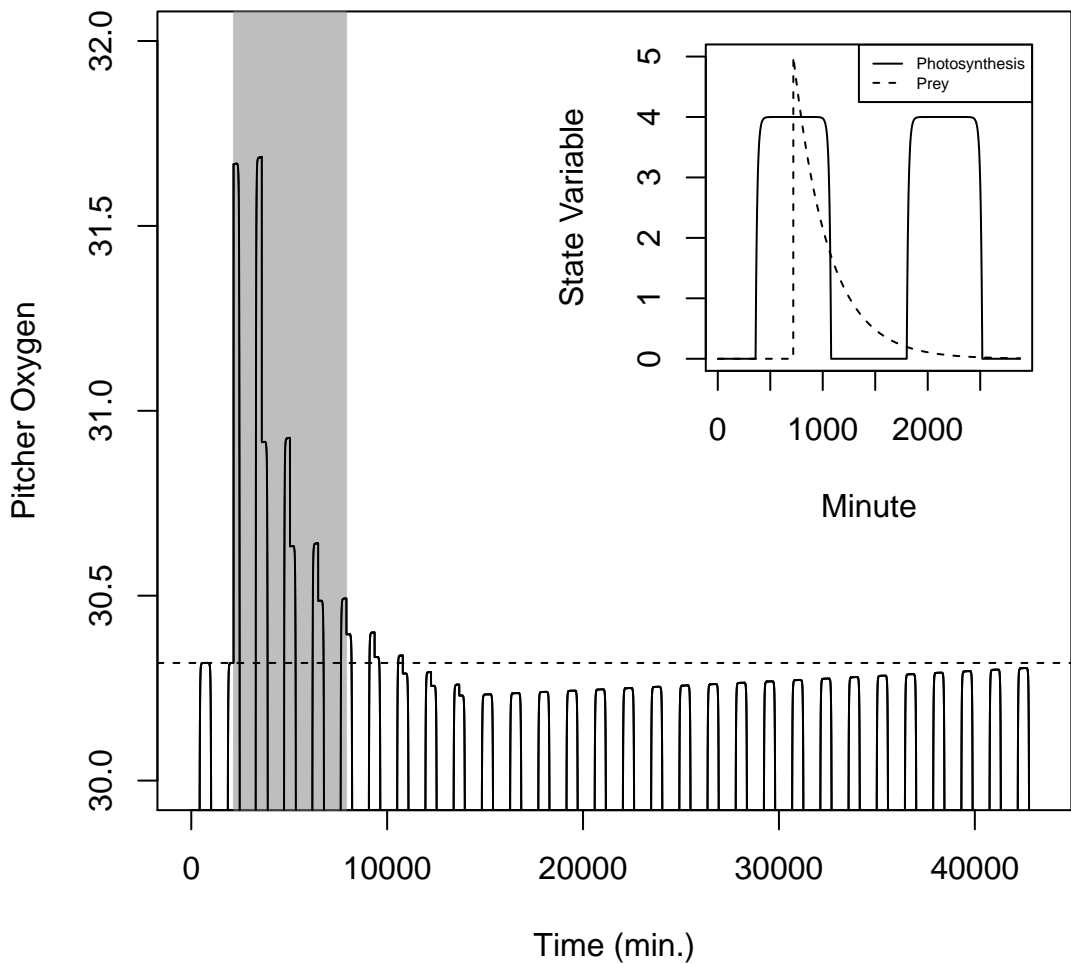 32.0
31.5
31.0
30.5
30.0
Pitcher Oxygen
0 10000 20000 30000 40000
Time (min.)
5
4
3
2
1
0
State Variable
Photosynthesis
Prey
0 1000 2000
Minute